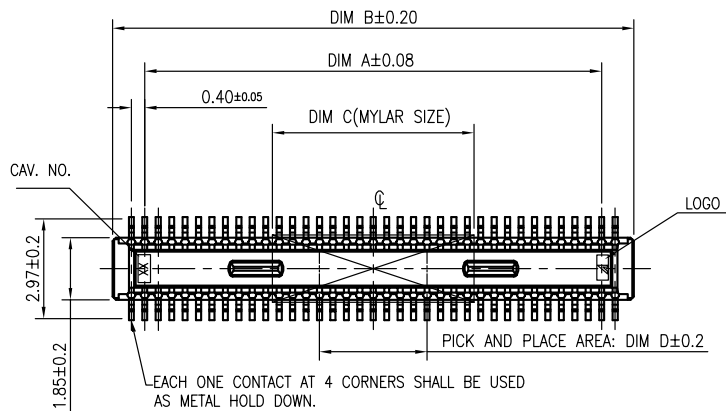 DIM B±0.20
DIM A±0.08
0.40±0.05
DIM C(MYLAR SIZE)
CAV. NO.
℄
LOGO
XX
2.97±0.2
1.85±0.2
PICK AND PLACE AREA: DIM D±0.2
EACH ONE CONTACT AT 4 CORNERS SHALL BE USED
AS METAL HOLD DOWN.